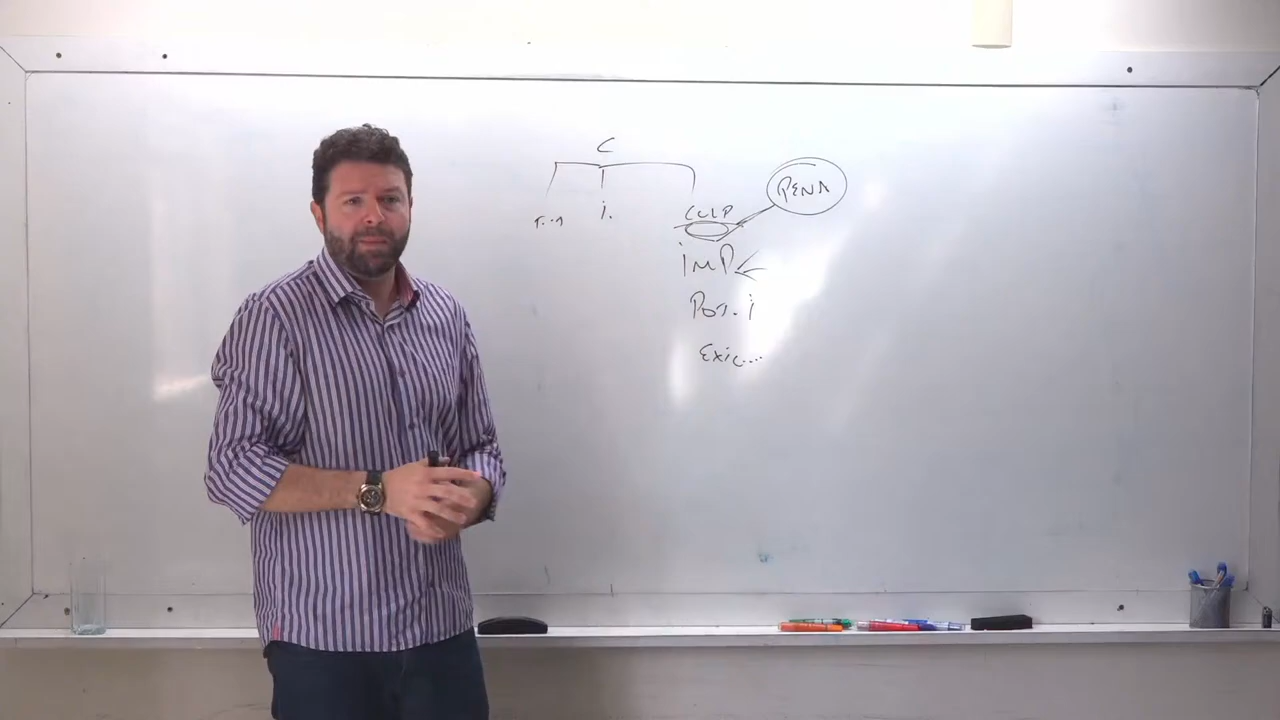 C
PENA
i.
CULP
iMP
Pot. i
Exig....